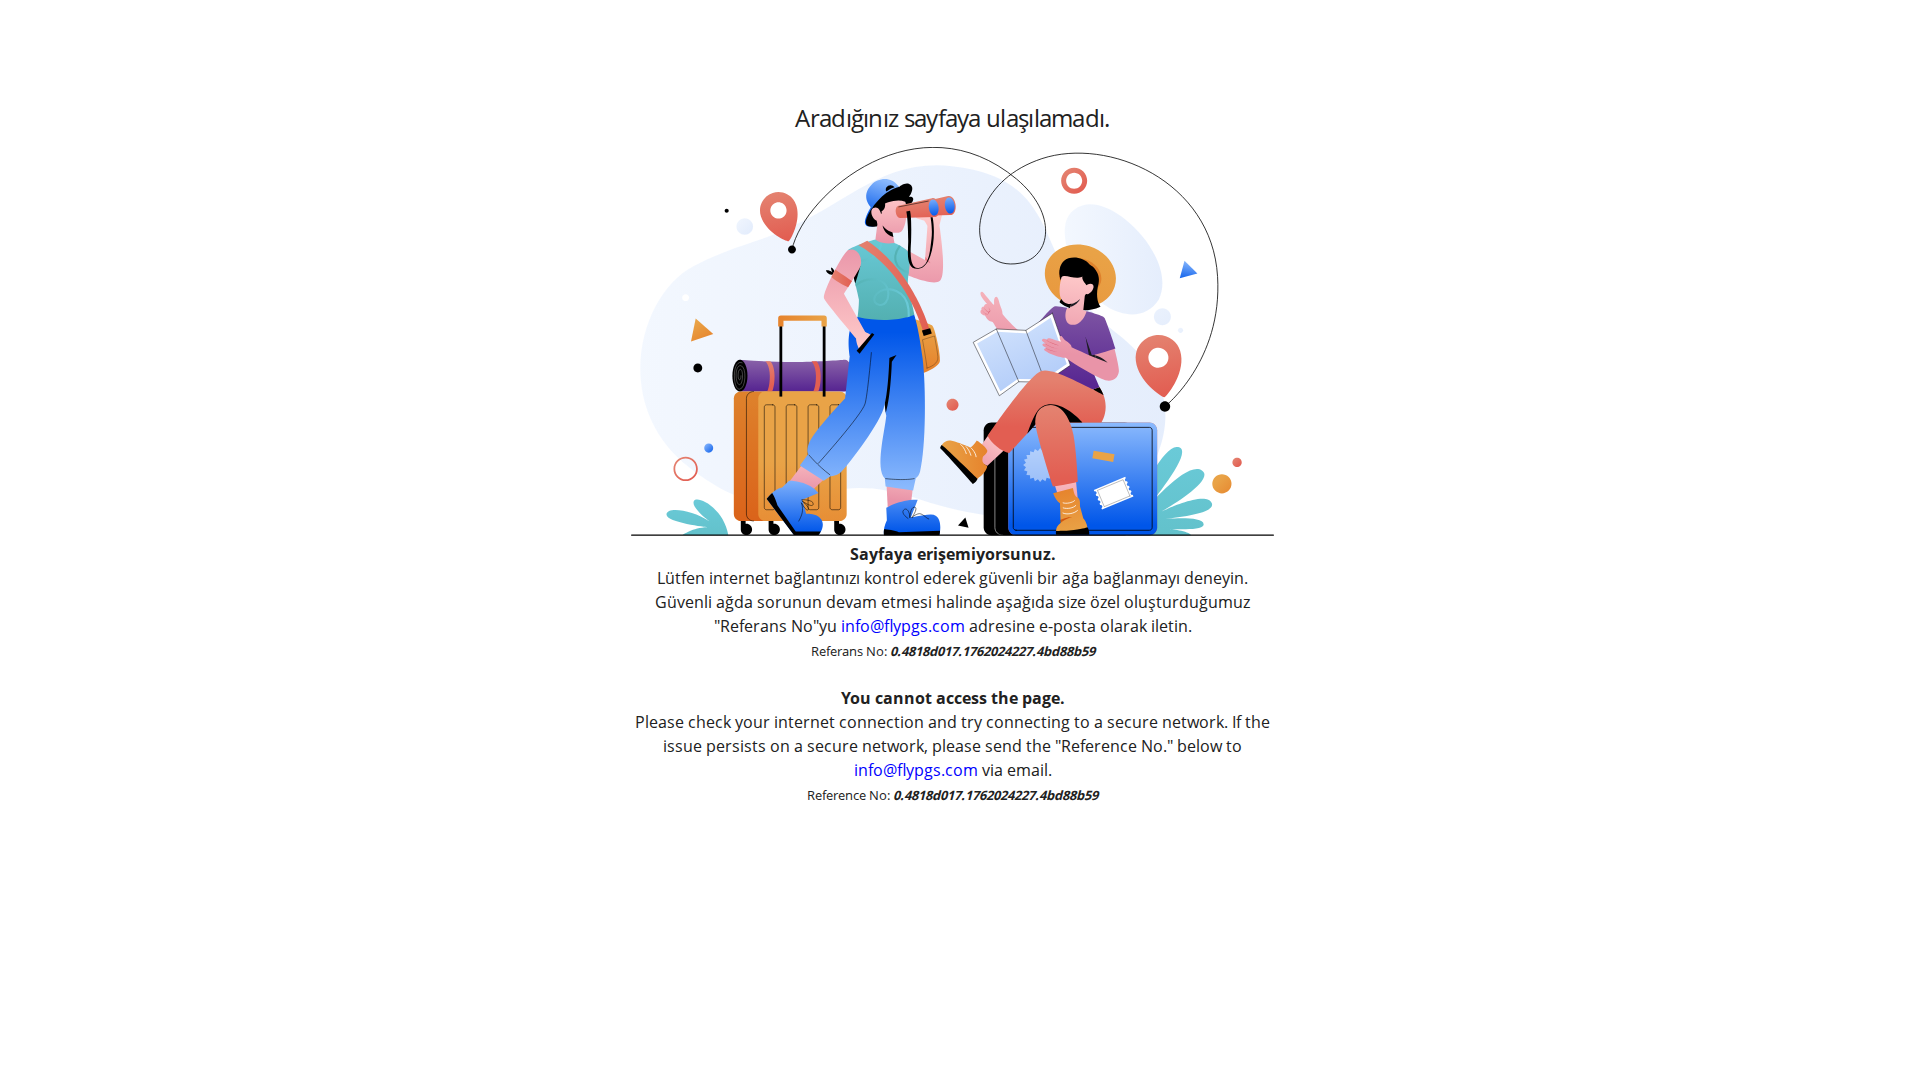 Aradığınız sayfaya ulaşılamadı.
Sayfaya erişemiyorsunuz.
Lütfen internet bağlantınızı kontrol ederek güvenli bir ağa bağlanmayı deneyin.
Güvenli ağda sorunun devam etmesi halinde aşağıda size özel oluşturduğumuz
"Referans No"yu info@flypgs.com adresine e-posta olarak iletin.
Referans No: 0.4818d017.1762024227.4bd88b59
You cannot access the page.
Please check your internet connection and try connecting to a secure network. If the
issue persists on a secure network, please send the "Reference No." below to
info@flypgs.com via email.
Reference No: 0.4818d017.1762024227.4bd88b59